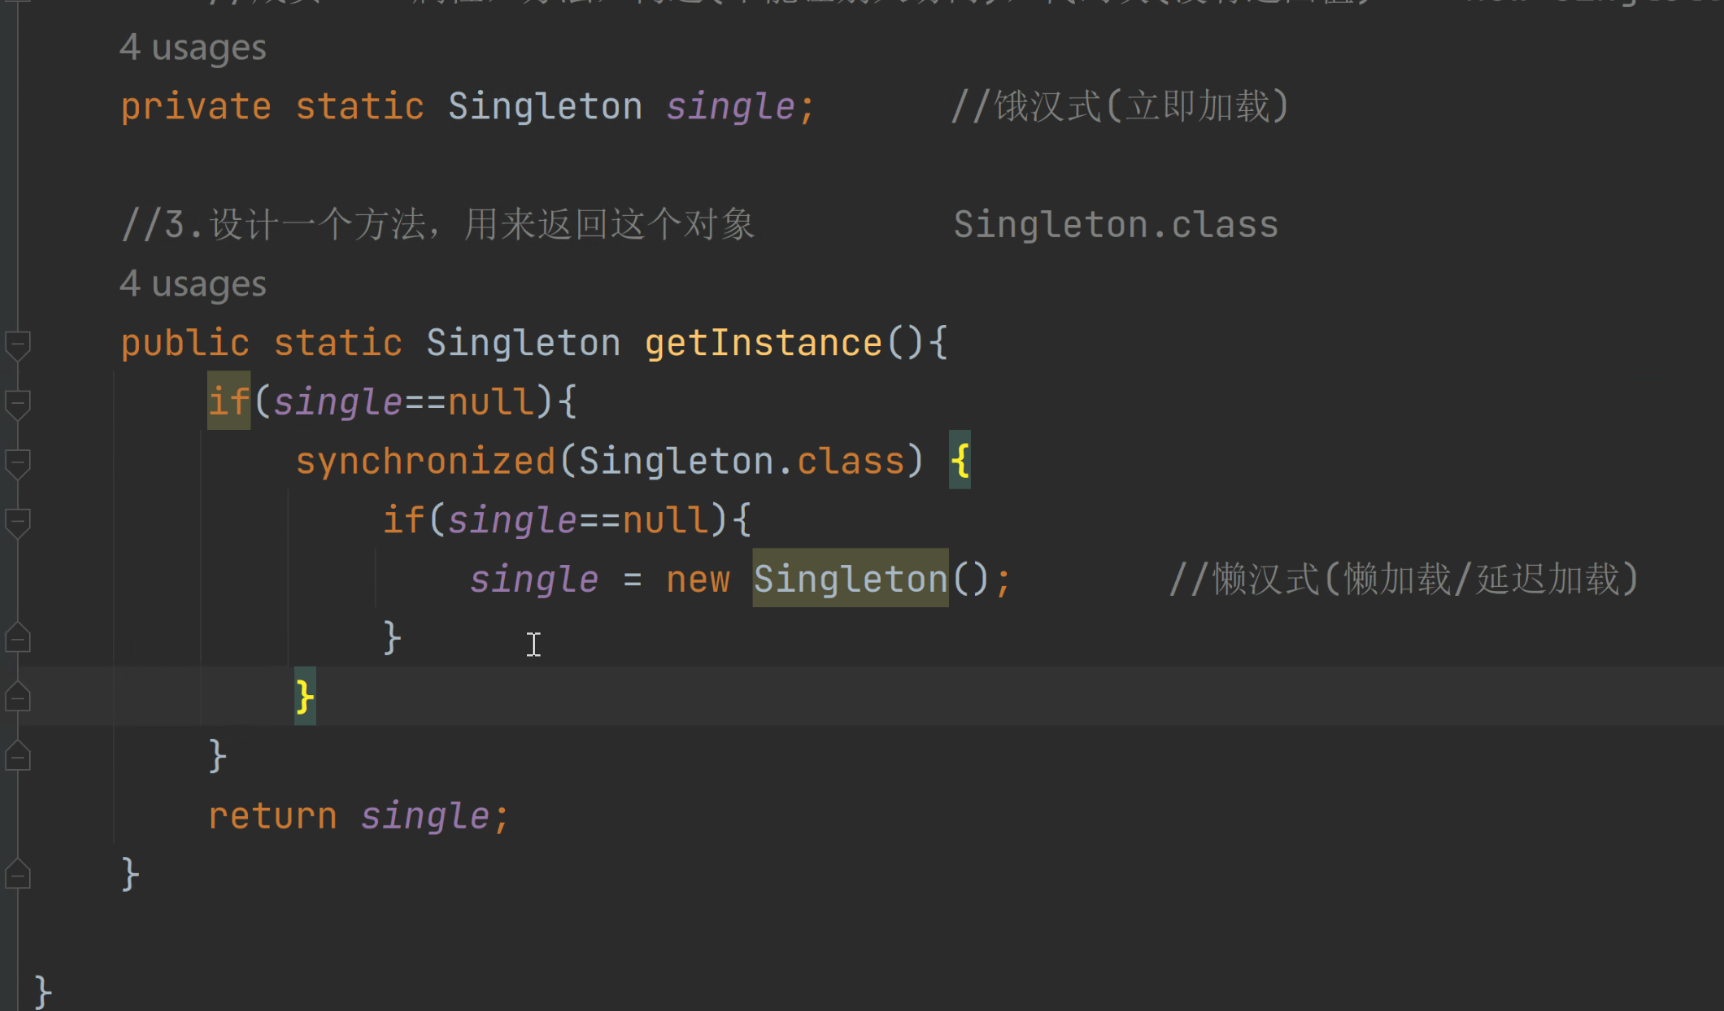 4 usages
private static Singleton single; //饿汉式(立即加载)
//3.设计一个方法，用来返回这个对象 Singleton.class
4 usages
public static Singleton getInstance(){
if(single==null){
synchronized(Singleton.class) {
if(single==null){
single = new Singleton(); //懒汉式(懒加载/延迟加载)
}
}
}
return single;
}
}